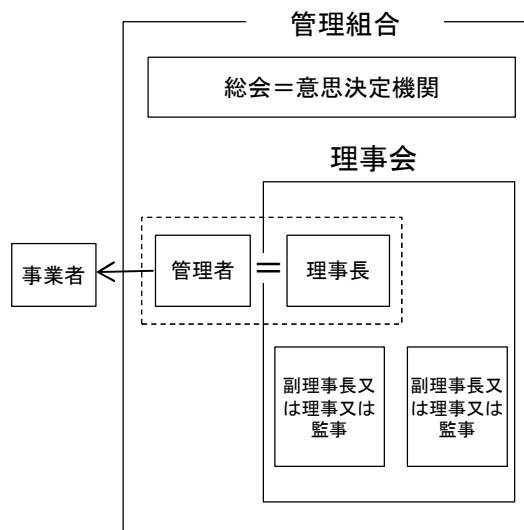 管理組合
総会＝意思決定機関
理事会
事業者
管理者
＝
理事長
副理事長又
は理事又は
監事
副理事長又
は理事又は
監事